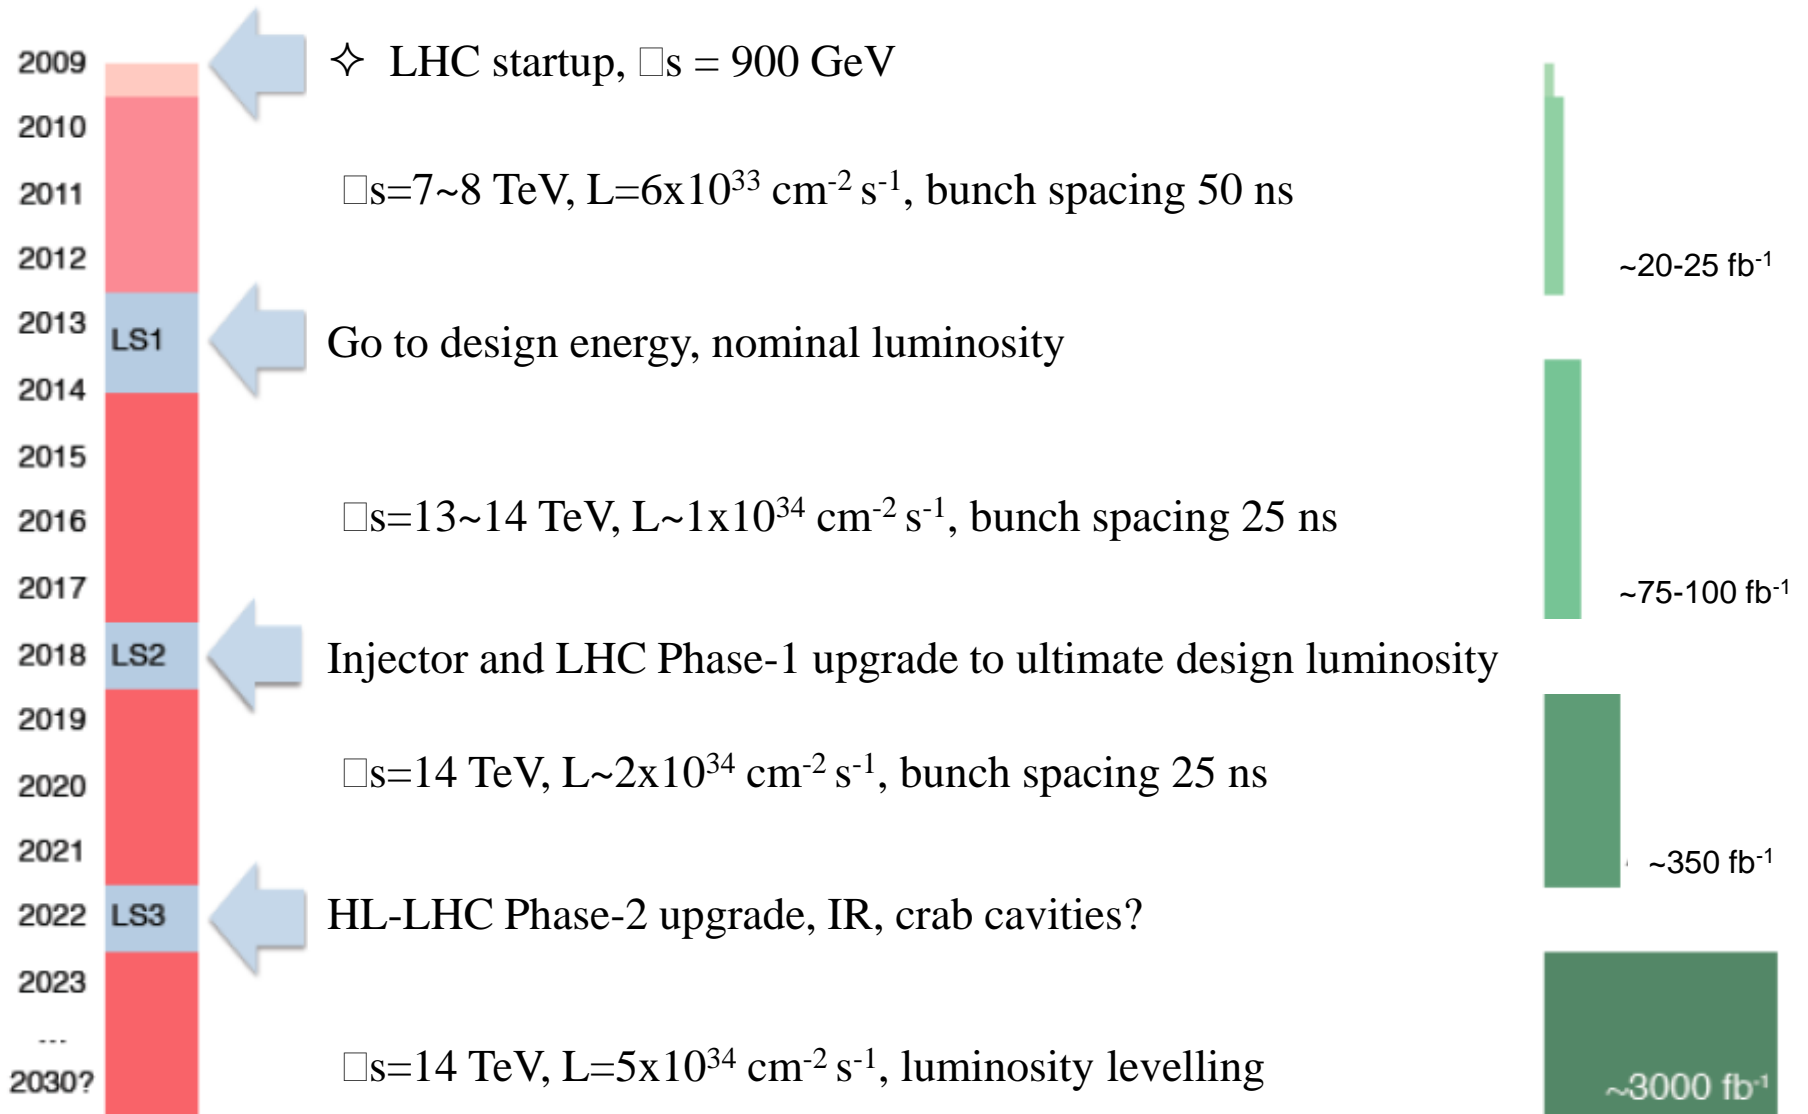 2009
✧ LHC startup, □s = 900 GeV
2010
2011
□s=7~8 TeV, L=6x10³³ cm⁻² s⁻¹, bunch spacing 50 ns
2012
~20-25 fb⁻¹
2013
LS1
Go to design energy, nominal luminosity
2014
2015
2016
□s=13~14 TeV, L~1x10³⁴ cm⁻² s⁻¹, bunch spacing 25 ns
2017
~75-100 fb⁻¹
2018
LS2
Injector and LHC Phase-1 upgrade to ultimate design luminosity
2019
2020
□s=14 TeV, L~2x10³⁴ cm⁻² s⁻¹, bunch spacing 25 ns
2021
~350 fb⁻¹
2022
LS3
HL-LHC Phase-2 upgrade, IR, crab cavities?
2023
...
2030?
□s=14 TeV, L=5x10³⁴ cm⁻² s⁻¹, luminosity levelling
~3000 fb⁻¹